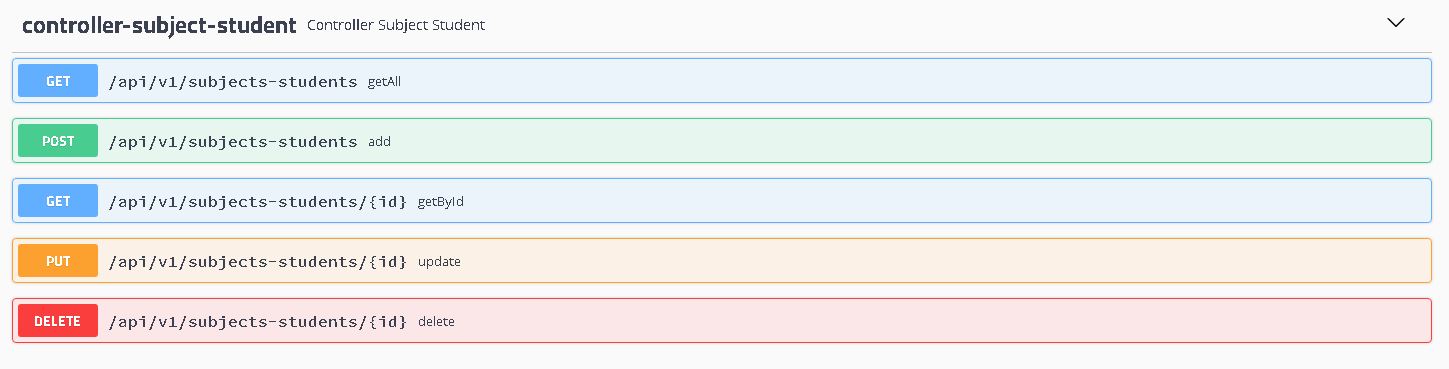 controller-subject-student Controller Subject Student
GET /api/v1/subjects-students getAll
POST /api/v1/subjects-students add
GET /api/v1/subjects-students/{id} getById
PUT /api/v1/subjects-students/{id} update
DELETE /api/v1/subjects-students/{id} delete